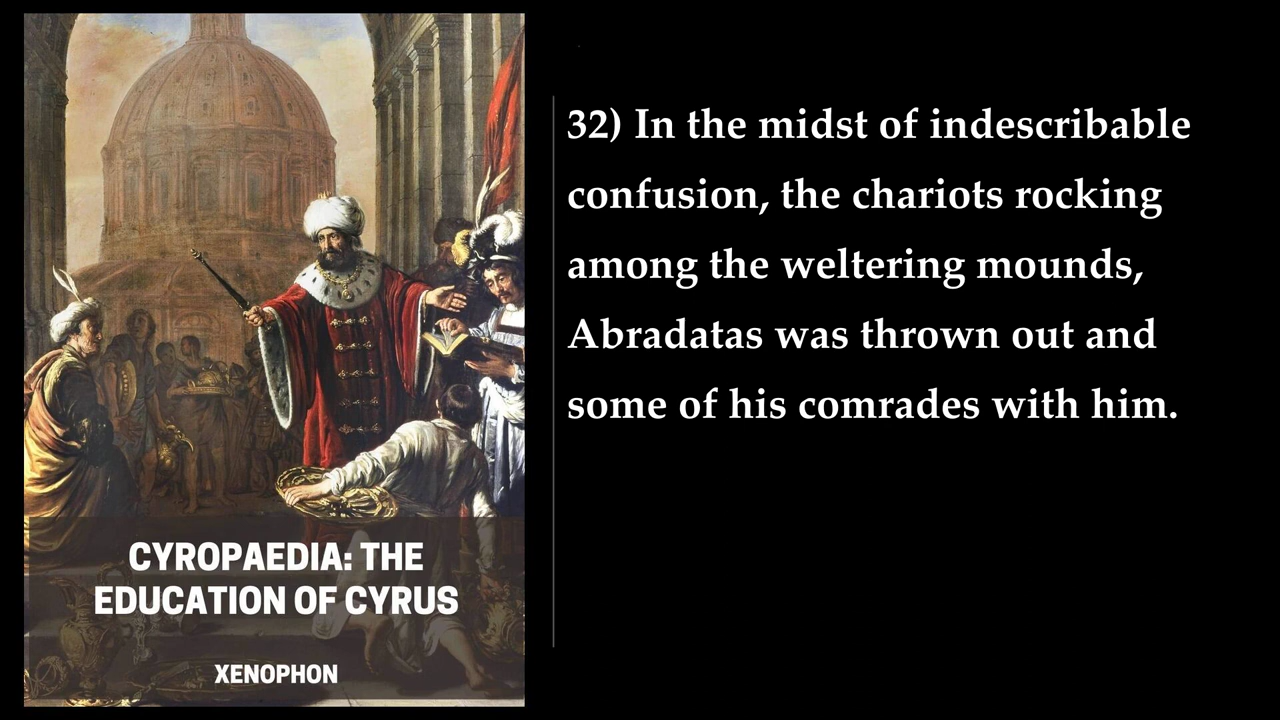 32) In the midst of indescribable
confusion, the chariots rocking
among the weltering mounds,
Abradatas was thrown out and
some of his comrades with him.
CYROPAEDIA: THE
EDUCATION OF CYRUS
XENOPHON